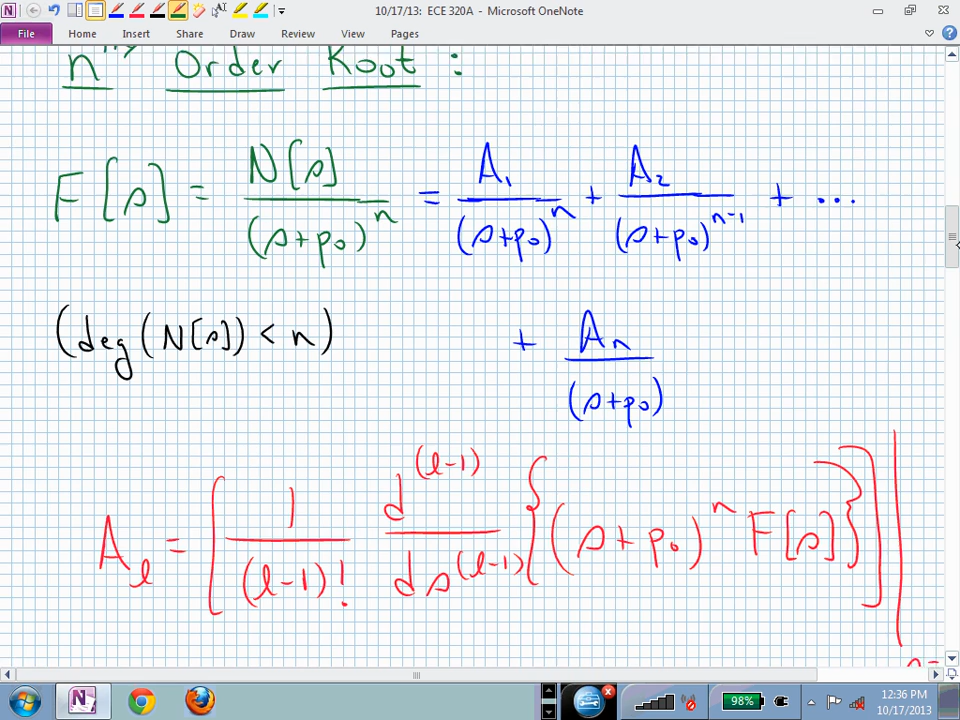 10/17/13: ECE 320A - Microsoft OneNote
File Home Insert Share Draw Review View Pages
nth Order Root :
F[s] = N[s] / (s+p₀)ⁿ = A₁ / (s+p₀)ⁿ + A₂ / (s+p₀)ⁿ⁻¹ + ...
(deg(N[s]) < n) + Aₙ / (s+p₀)
A_l = [ 1 / (l-1)! d^(l-1) / ds^(l-1) { (s+p₀)ⁿ F[s] } ] |
s=
98%
12:36 PM
10/17/2013